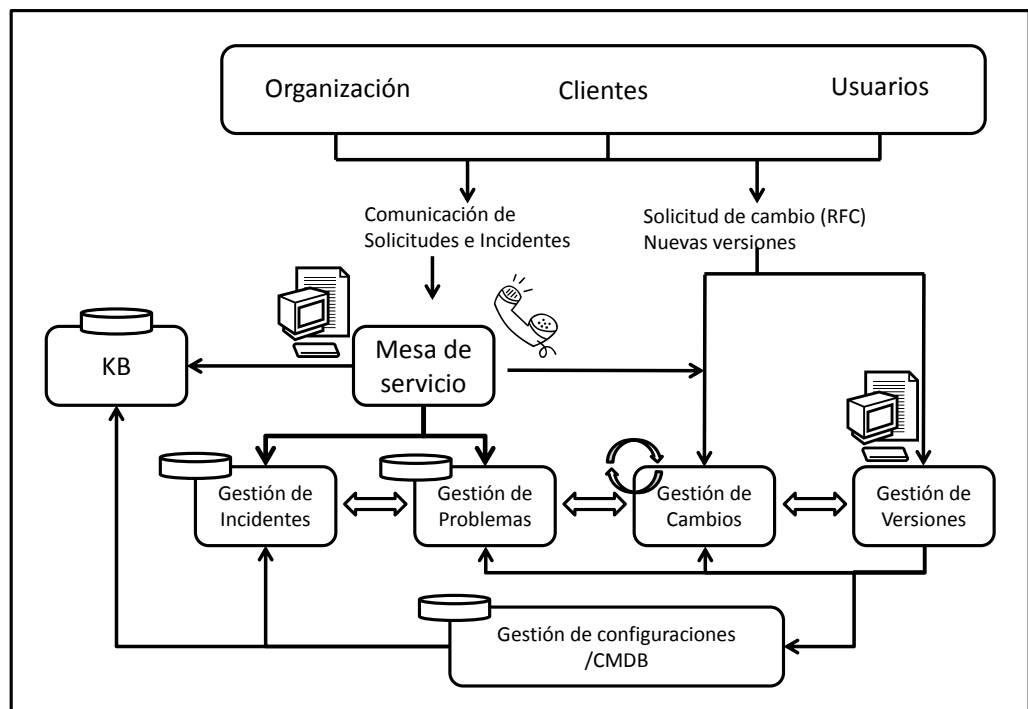 Organización
Clientes
Usuarios
Comunicación de
Solicitudes e Incidentes
Solicitud de cambio (RFC)
Nuevas versiones
KB
Mesa de
servicio
Gestión de
Incidentes
Gestión de
Problemas
Gestión de
Cambios
Gestión de
Versiones
Gestión de configuraciones
/CMDB